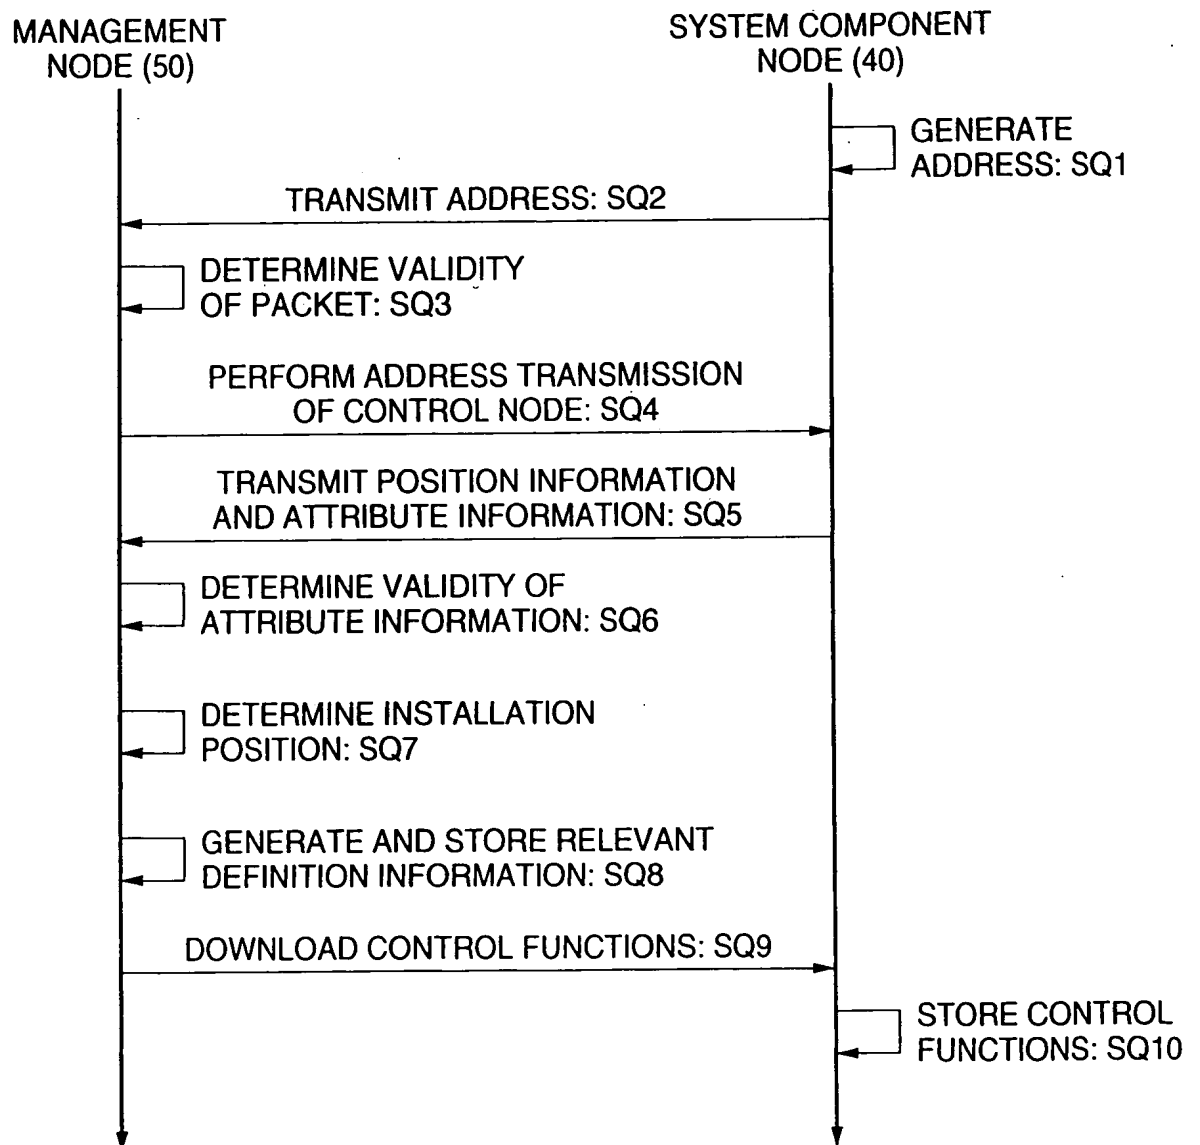 MANAGEMENT
NODE (50)
SYSTEM COMPONENT
NODE (40)
GENERATE
ADDRESS: SQ1
TRANSMIT ADDRESS: SQ2
DETERMINE VALIDITY
OF PACKET: SQ3
PERFORM ADDRESS TRANSMISSION
OF CONTROL NODE: SQ4
TRANSMIT POSITION INFORMATION
AND ATTRIBUTE INFORMATION: SQ5
DETERMINE VALIDITY OF
ATTRIBUTE INFORMATION: SQ6
DETERMINE INSTALLATION
POSITION: SQ7
GENERATE AND STORE RELEVANT
DEFINITION INFORMATION: SQ8
DOWNLOAD CONTROL FUNCTIONS: SQ9
STORE CONTROL
FUNCTIONS: SQ10